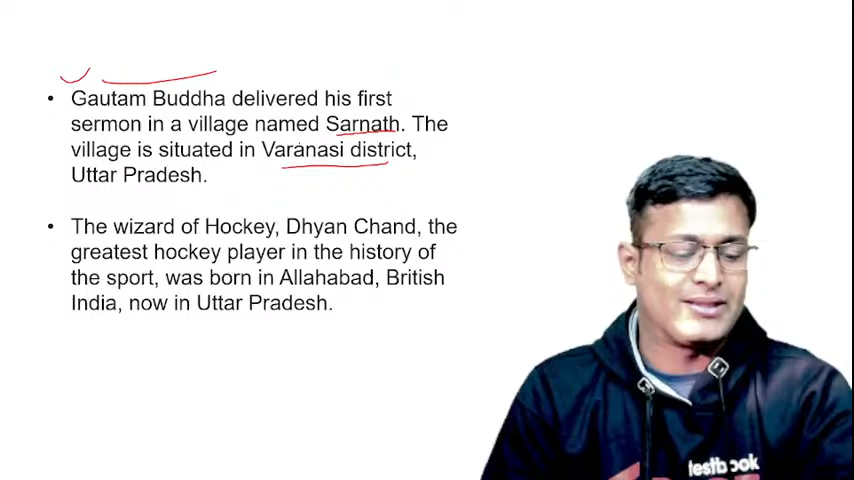 • Gautam Buddha delivered his first
sermon in a village named Sarnath. The
village is situated in Varanasi district,
Uttar Pradesh.
• The wizard of Hockey, Dhyan Chand, the
greatest hockey player in the history of
the sport, was born in Allahabad, British
India, now in Uttar Pradesh.
testbook